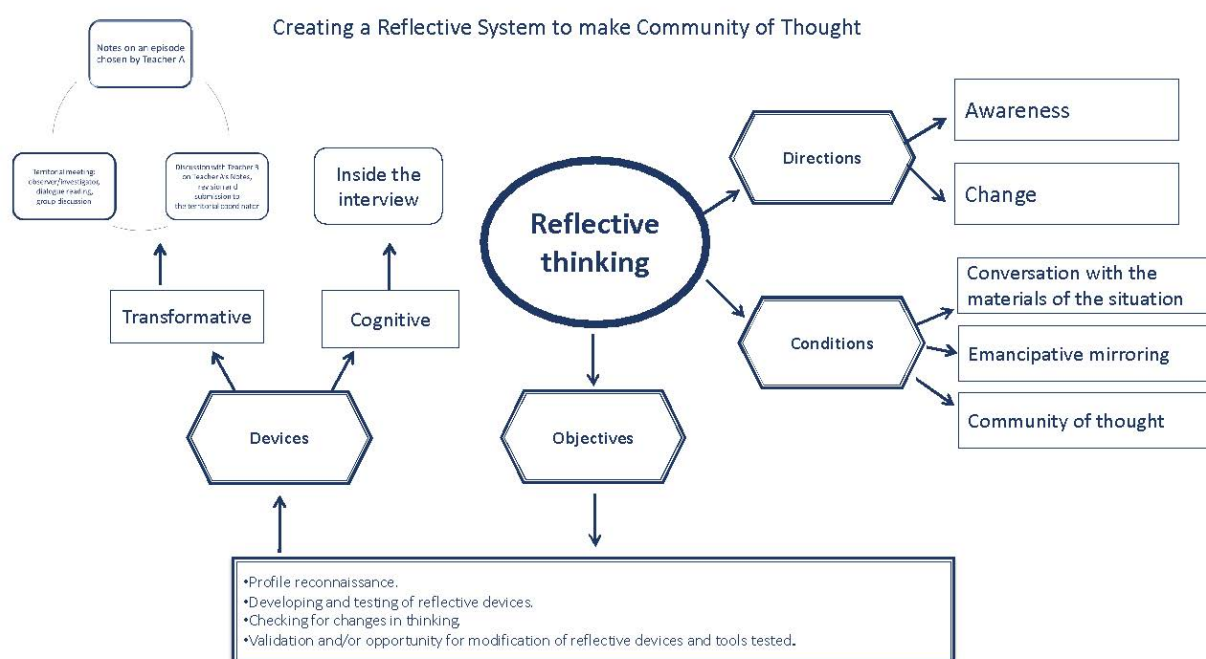 Creating a Reflective System to make Community of Thought
Notes on an episode
chosen by Teacher A
Territorial meeting:
observer/investigator,
dialogue reading,
group discussion
Discussion with Teacher B
on Teacher A's Notes,
revision and
submission to
the territorial coordinator
Inside the
interview
Transformative
Cognitive
Devices
Reflective
thinking
Objectives
Directions
Awareness
Change
Conditions
Conversation with the
materials of the situation
Emancipative mirroring
Community of thought
•Profile reconnaissance.
•Developing and testing of reflective devices.
•Checking for changes in thinking.
•Validation and/or opportunity for modification of reflective devices and tools tested.